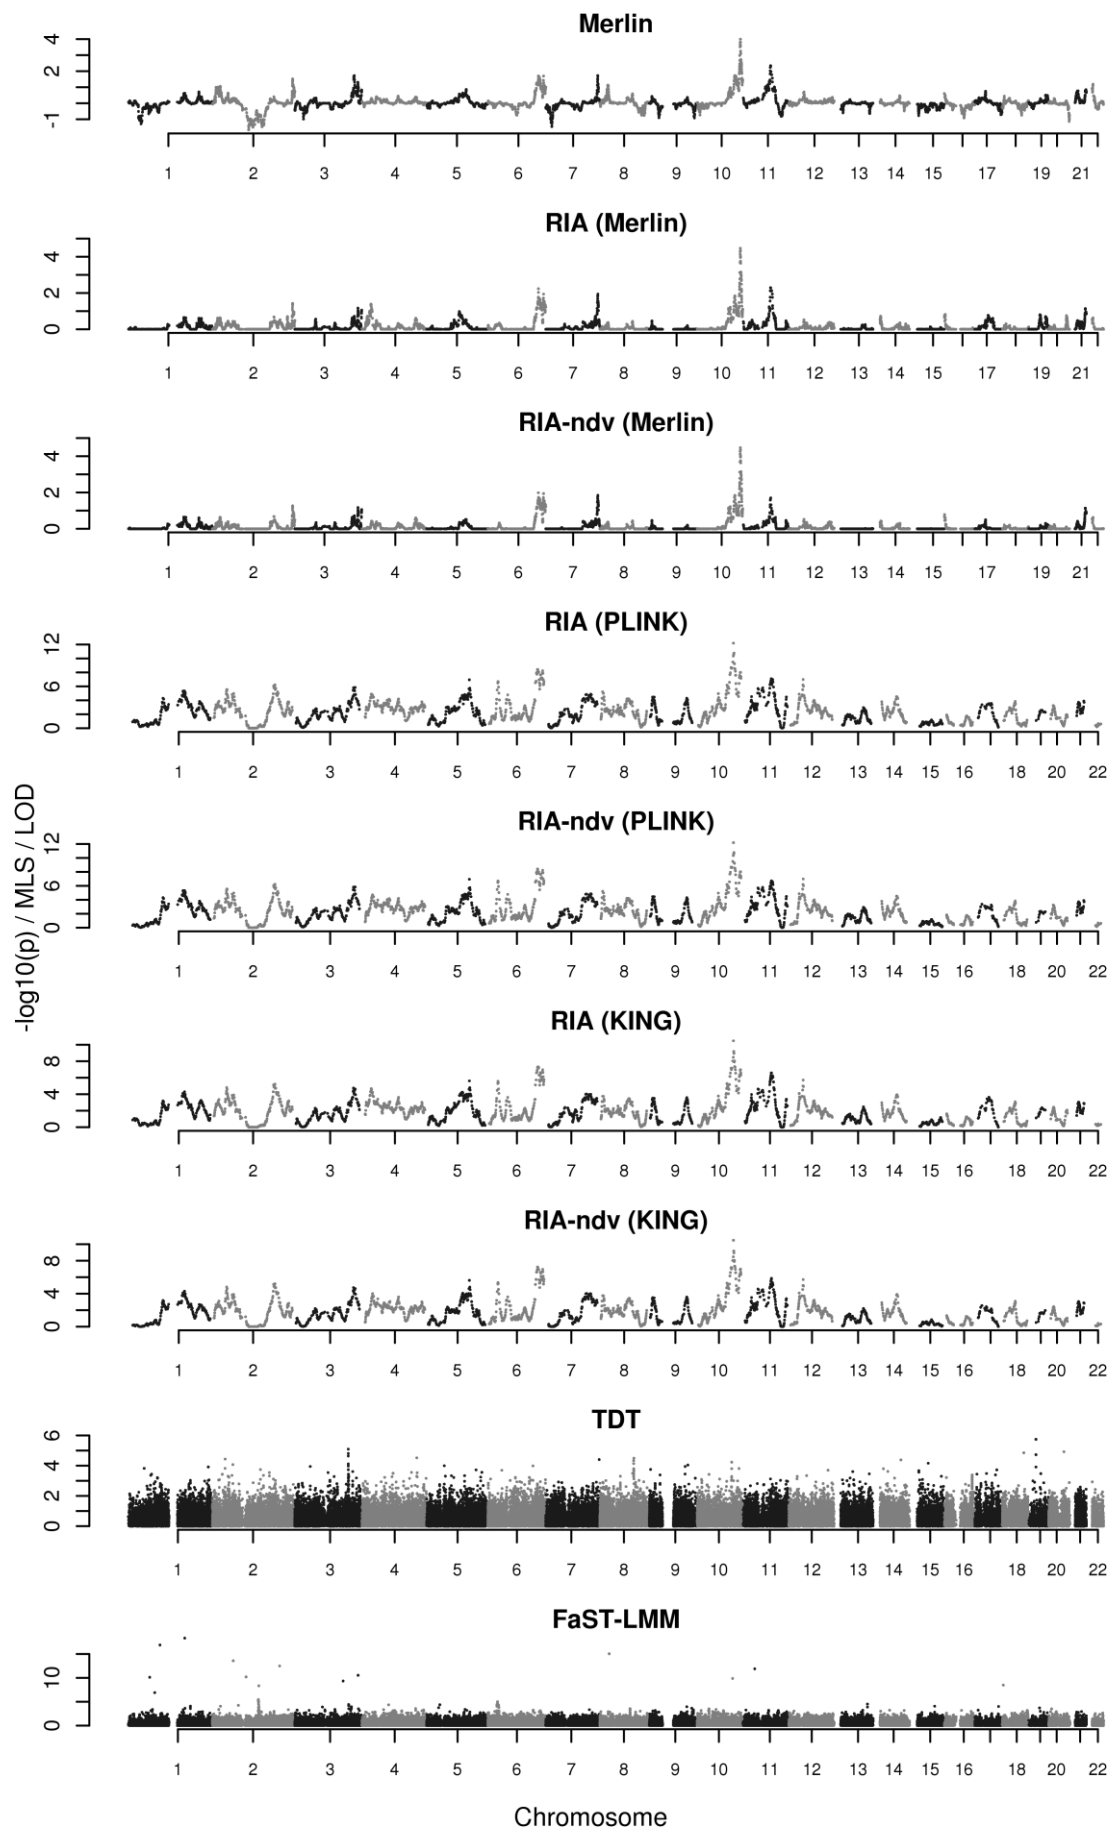 Merlin
4
2
-1
1 2 3 4 5 6 7 8 9 10 11 12 13 14 15 17 19 21
RIA (Merlin)
4
2
0
1 2 3 4 5 6 7 8 9 10 11 12 13 14 15 17 19 21
RIA-ndv (Merlin)
4
2
0
1 2 3 4 5 6 7 8 9 10 11 12 13 14 15 17 19 21
RIA (PLINK)
12
6
0
1 2 3 4 5 6 7 8 9 10 11 12 13 14 15 16 18 20 22
-log10(p) / MLS / LOD
RIA-ndv (PLINK)
12
6
0
1 2 3 4 5 6 7 8 9 10 11 12 13 14 15 16 18 20 22
RIA (KING)
8
4
0
1 2 3 4 5 6 7 8 9 10 11 12 13 14 15 16 18 20 22
RIA-ndv (KING)
8
4
0
1 2 3 4 5 6 7 8 9 10 11 12 13 14 15 16 18 20 22
TDT
6
4
2
0
1 2 3 4 5 6 7 8 9 10 11 12 13 14 15 16 18 20 22
FaST-LMM
10
0
1 2 3 4 5 6 7 8 9 10 11 12 13 14 15 16 18 20 22
Chromosome